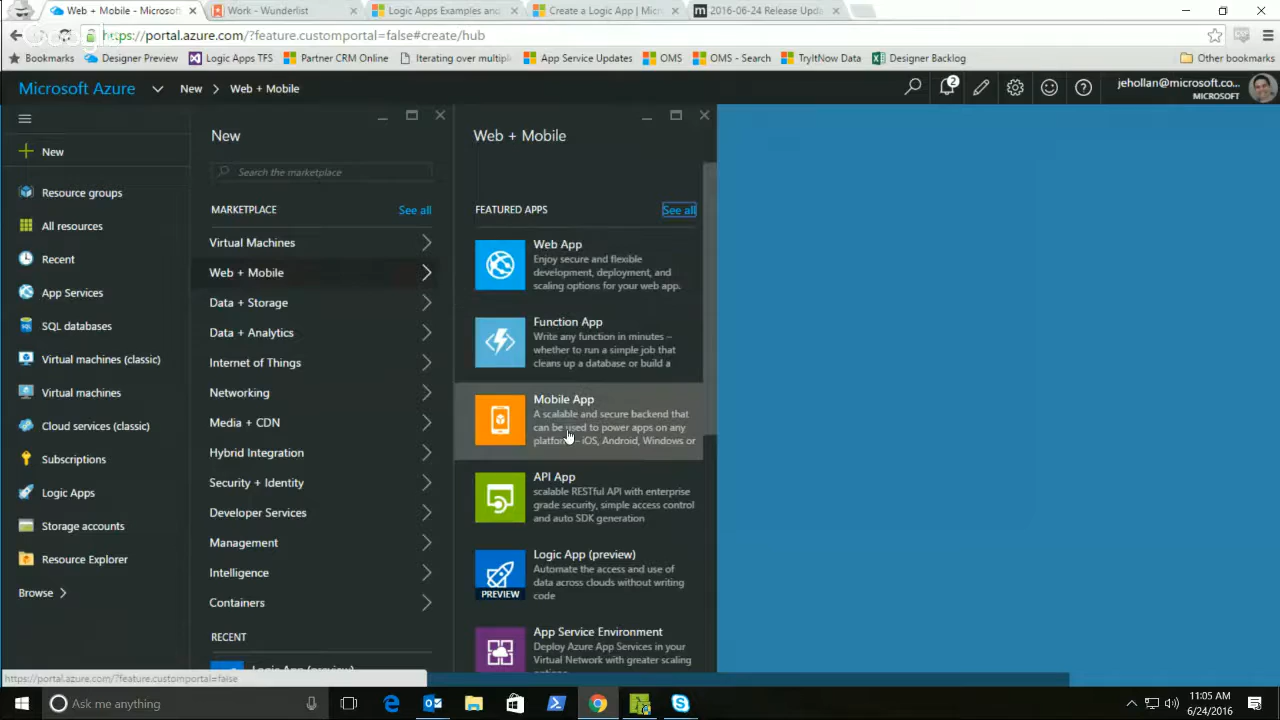 Web + Mobile - Microsoft
Work - Wunderlist
Logic Apps Examples and
Create a Logic App | Micr
2016-06-24 Release Upda
https://portal.azure.com/?feature.customportal=false#create/hub
Bookmarks
Designer Preview
Logic Apps TFS
Partner CRM Online
Iterating over multipl
App Service Updates
OMS
OMS - Search
TryItNow Data
Designer Backlog
Other bookmarks
Microsoft Azure
New > Web + Mobile
2
jehollan@microsoft.co...
MICROSOFT
New
Resource groups
All resources
Recent
App Services
SQL databases
Virtual machines (classic)
Virtual machines
Cloud services (classic)
Subscriptions
Logic Apps
Storage accounts
Resource Explorer
Browse >
New
Search the marketplace
MARKETPLACE
See all
Virtual Machines
Web + Mobile
Data + Storage
Data + Analytics
Internet of Things
Networking
Media + CDN
Hybrid Integration
Security + Identity
Developer Services
Management
Intelligence
Containers
RECENT
Logic App (preview)
Web + Mobile
FEATURED APPS
See all
Web App
Enjoy secure and flexible
development, deployment, and
scaling options for your web app.
Function App
Write any function in minutes –
whether to run a simple job that
cleans up a database or build a
Mobile App
A scalable and secure backend that
can be used to power apps on any
platform – iOS, Android, Windows or
API App
scalable RESTful API with enterprise
grade security, simple access control
and auto SDK generation
Logic App (preview)
Automate the access and use of
data across clouds without writing
code
PREVIEW
App Service Environment
Deploy Azure App Services in your
Virtual Network with greater scaling
options.
https://portal.azure.com/?feature.customportal=false
Ask me anything
11:05 AM
6/24/2016